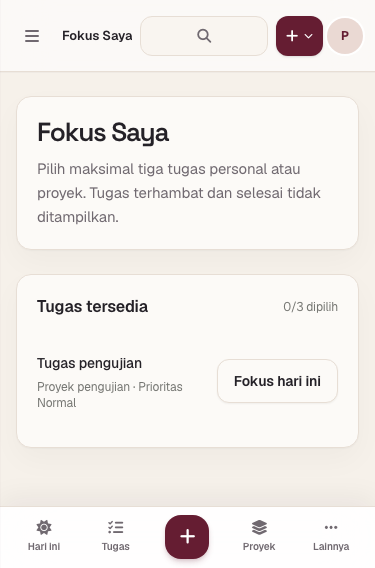 Fokus Saya
P
Fokus Saya
Pilih maksimal tiga tugas personal atau
proyek. Tugas terhambat dan selesai tidak
ditampilkan.
Tugas tersedia
0/3 dipilih
Tugas pengujian
Proyek pengujian · Prioritas
Normal
Fokus hari ini
Hari ini
Tugas
Proyek
Lainnya